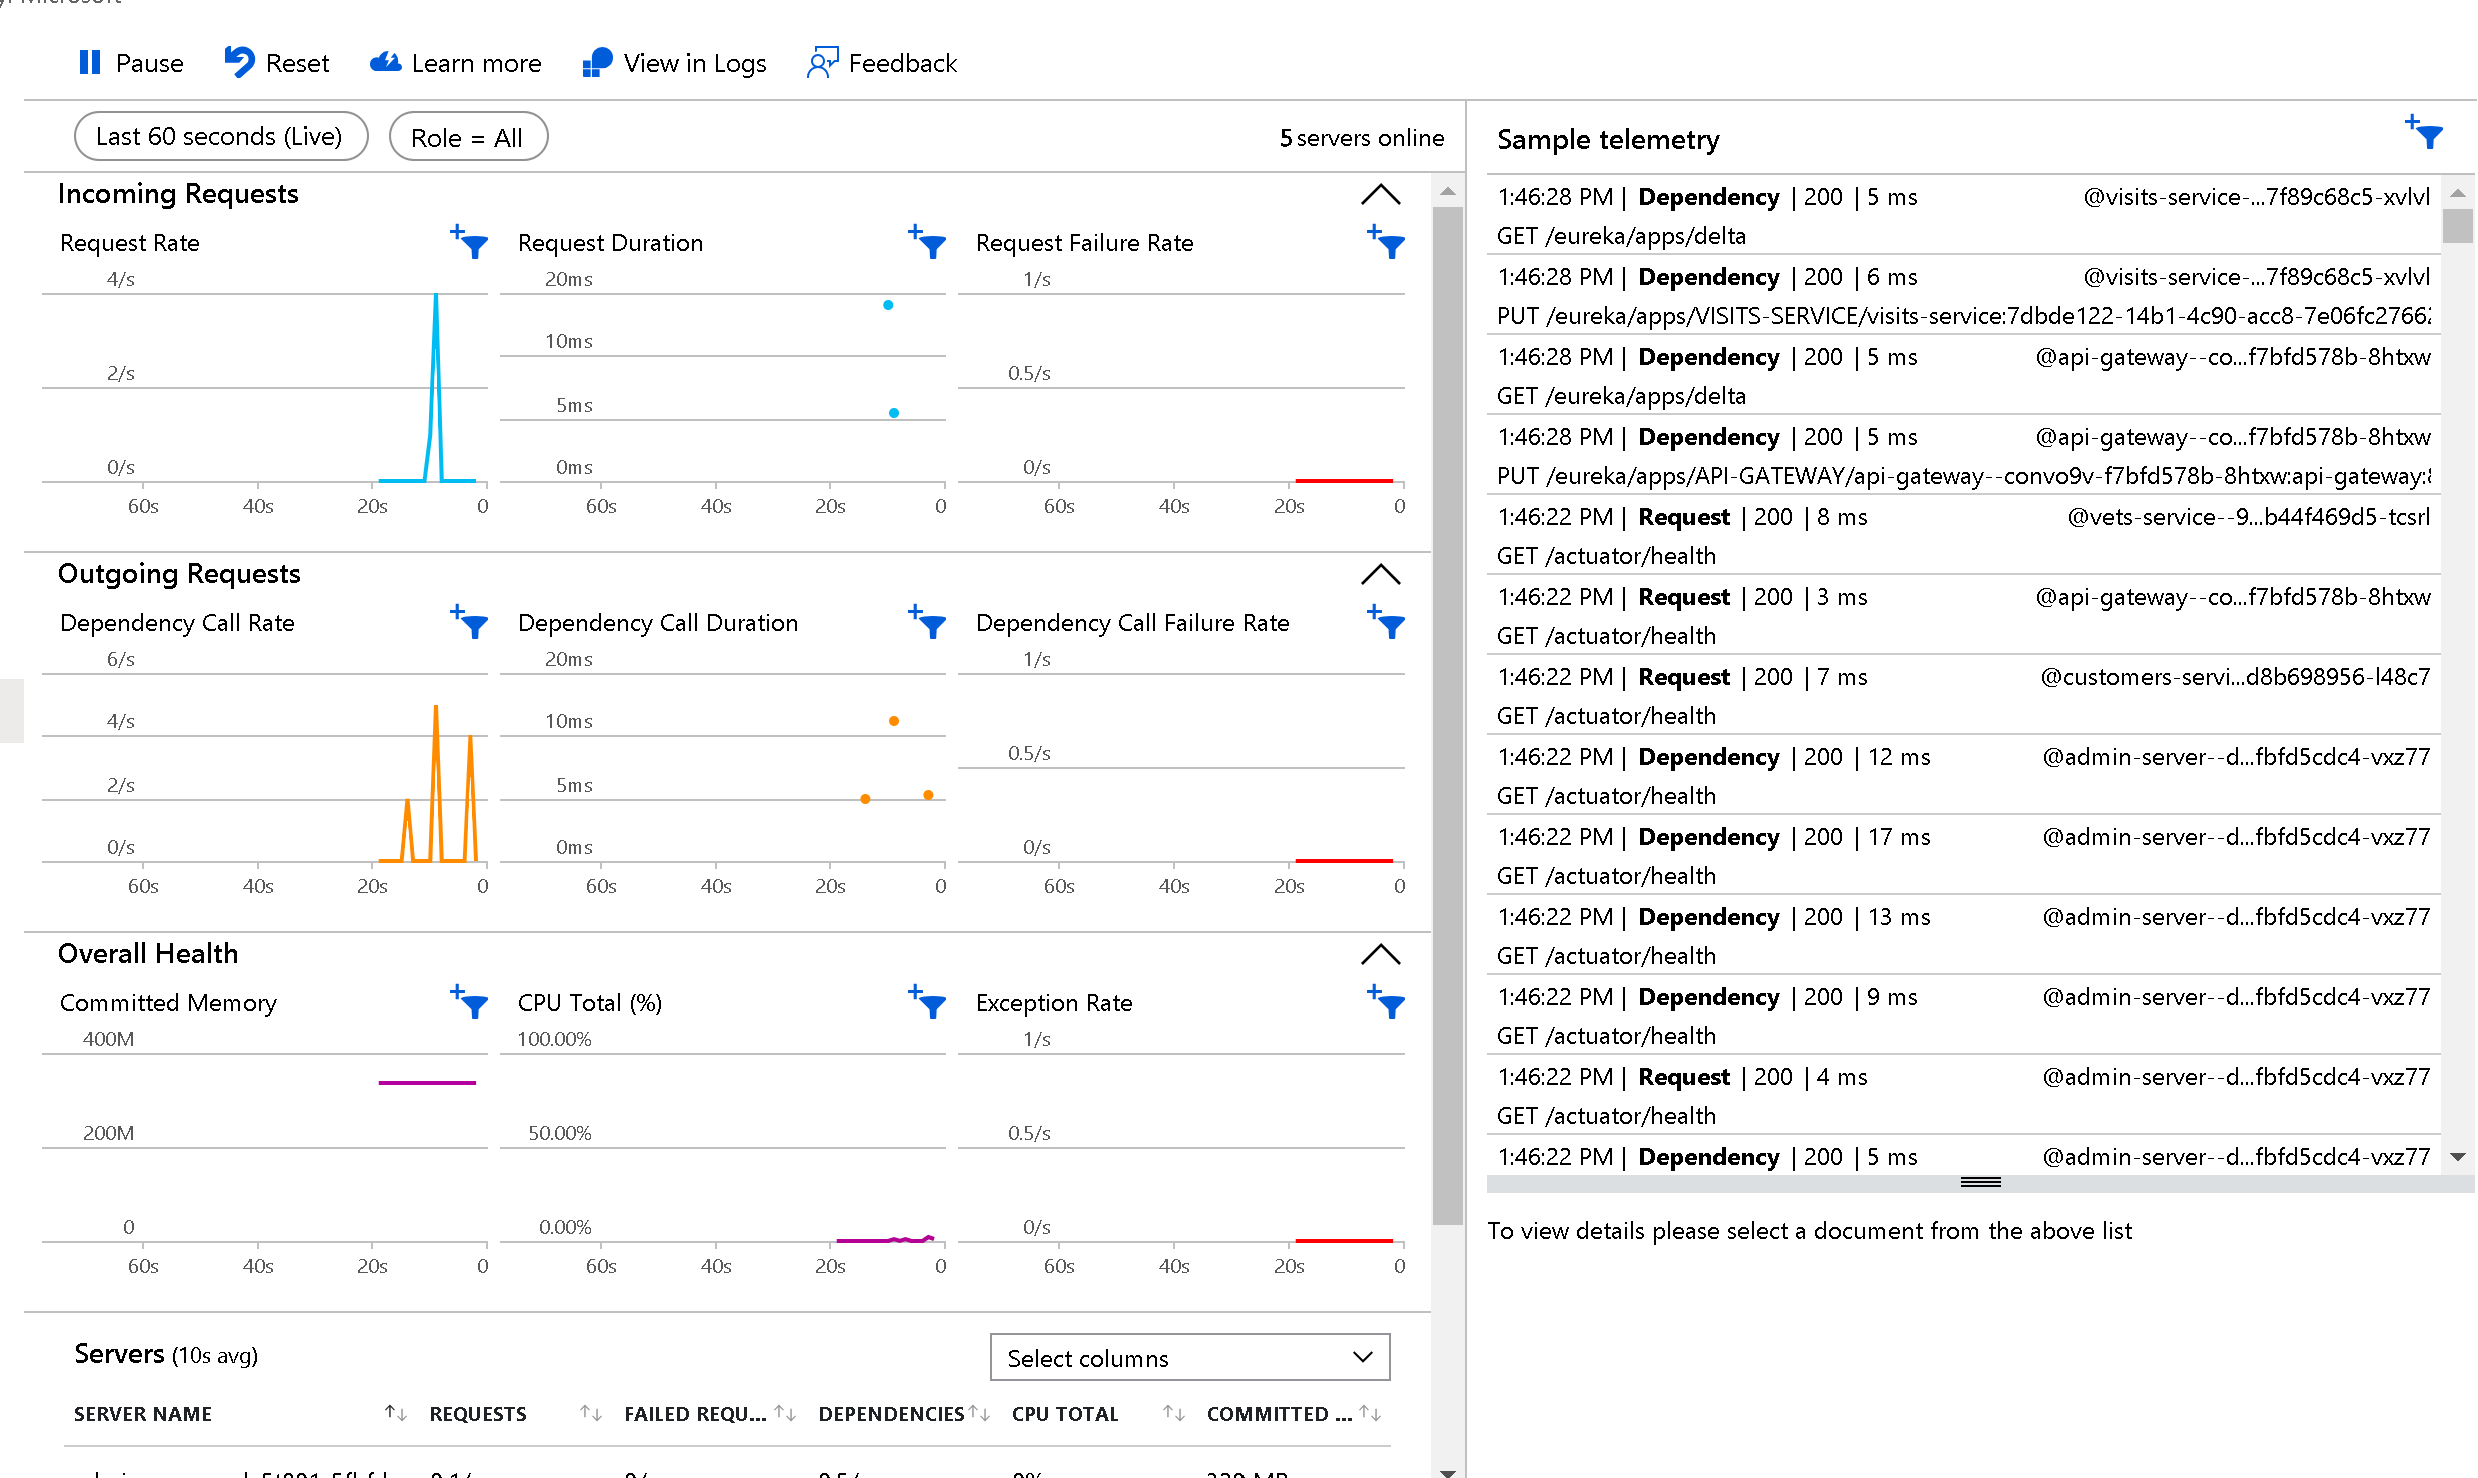 Pause Reset Learn more View in Logs Feedback
Last 60 seconds (Live) Role = All 5 servers online
Incoming Requests
Request Rate
4/s
2/s
0/s
60s 40s 20s 0
Request Duration
20ms
10ms
5ms
0ms
60s 40s 20s 0
Request Failure Rate
1/s
0.5/s
0/s
60s 40s 20s 0
Outgoing Requests
Dependency Call Rate
6/s
4/s
2/s
0/s
60s 40s 20s 0
Dependency Call Duration
20ms
10ms
5ms
0ms
60s 40s 20s 0
Dependency Call Failure Rate
1/s
0.5/s
0/s
60s 40s 20s 0
Overall Health
Committed Memory
400M
200M
0
60s 40s 20s 0
CPU Total (%)
100.00%
50.00%
0.00%
60s 40s 20s 0
Exception Rate
1/s
0.5/s
0/s
60s 40s 20s 0
Servers (10s avg) Select columns
SERVER NAME REQUESTS FAILED REQU... DEPENDENCIES CPU TOTAL COMMITTED ...
Sample telemetry
1:46:28 PM | Dependency | 200 | 5 ms @visits-service-...7f89c68c5-xvlvl
GET /eureka/apps/delta
1:46:28 PM | Dependency | 200 | 6 ms @visits-service-...7f89c68c5-xvlvl
PUT /eureka/apps/VISITS-SERVICE/visits-service:7dbde122-14b1-4c90-acc8-7e06fc27662
1:46:28 PM | Dependency | 200 | 5 ms @api-gateway--co...f7bfd578b-8htxw
GET /eureka/apps/delta
1:46:28 PM | Dependency | 200 | 5 ms @api-gateway--co...f7bfd578b-8htxw
PUT /eureka/apps/API-GATEWAY/api-gateway--convo9v-f7bfd578b-8htxw:api-gateway:8
1:46:22 PM | Request | 200 | 8 ms @vets-service--9...b44f469d5-tcsrl
GET /actuator/health
1:46:22 PM | Request | 200 | 3 ms @api-gateway--co...f7bfd578b-8htxw
GET /actuator/health
1:46:22 PM | Request | 200 | 7 ms @customers-servi...d8b698956-l48c7
GET /actuator/health
1:46:22 PM | Dependency | 200 | 12 ms @admin-server--d...fbfd5cdc4-vxz77
GET /actuator/health
1:46:22 PM | Dependency | 200 | 17 ms @admin-server--d...fbfd5cdc4-vxz77
GET /actuator/health
1:46:22 PM | Dependency | 200 | 13 ms @admin-server--d...fbfd5cdc4-vxz77
GET /actuator/health
1:46:22 PM | Dependency | 200 | 9 ms @admin-server--d...fbfd5cdc4-vxz77
GET /actuator/health
1:46:22 PM | Request | 200 | 4 ms @admin-server--d...fbfd5cdc4-vxz77
GET /actuator/health
1:46:22 PM | Dependency | 200 | 5 ms @admin-server--d...fbfd5cdc4-vxz77
To view details please select a document from the above list